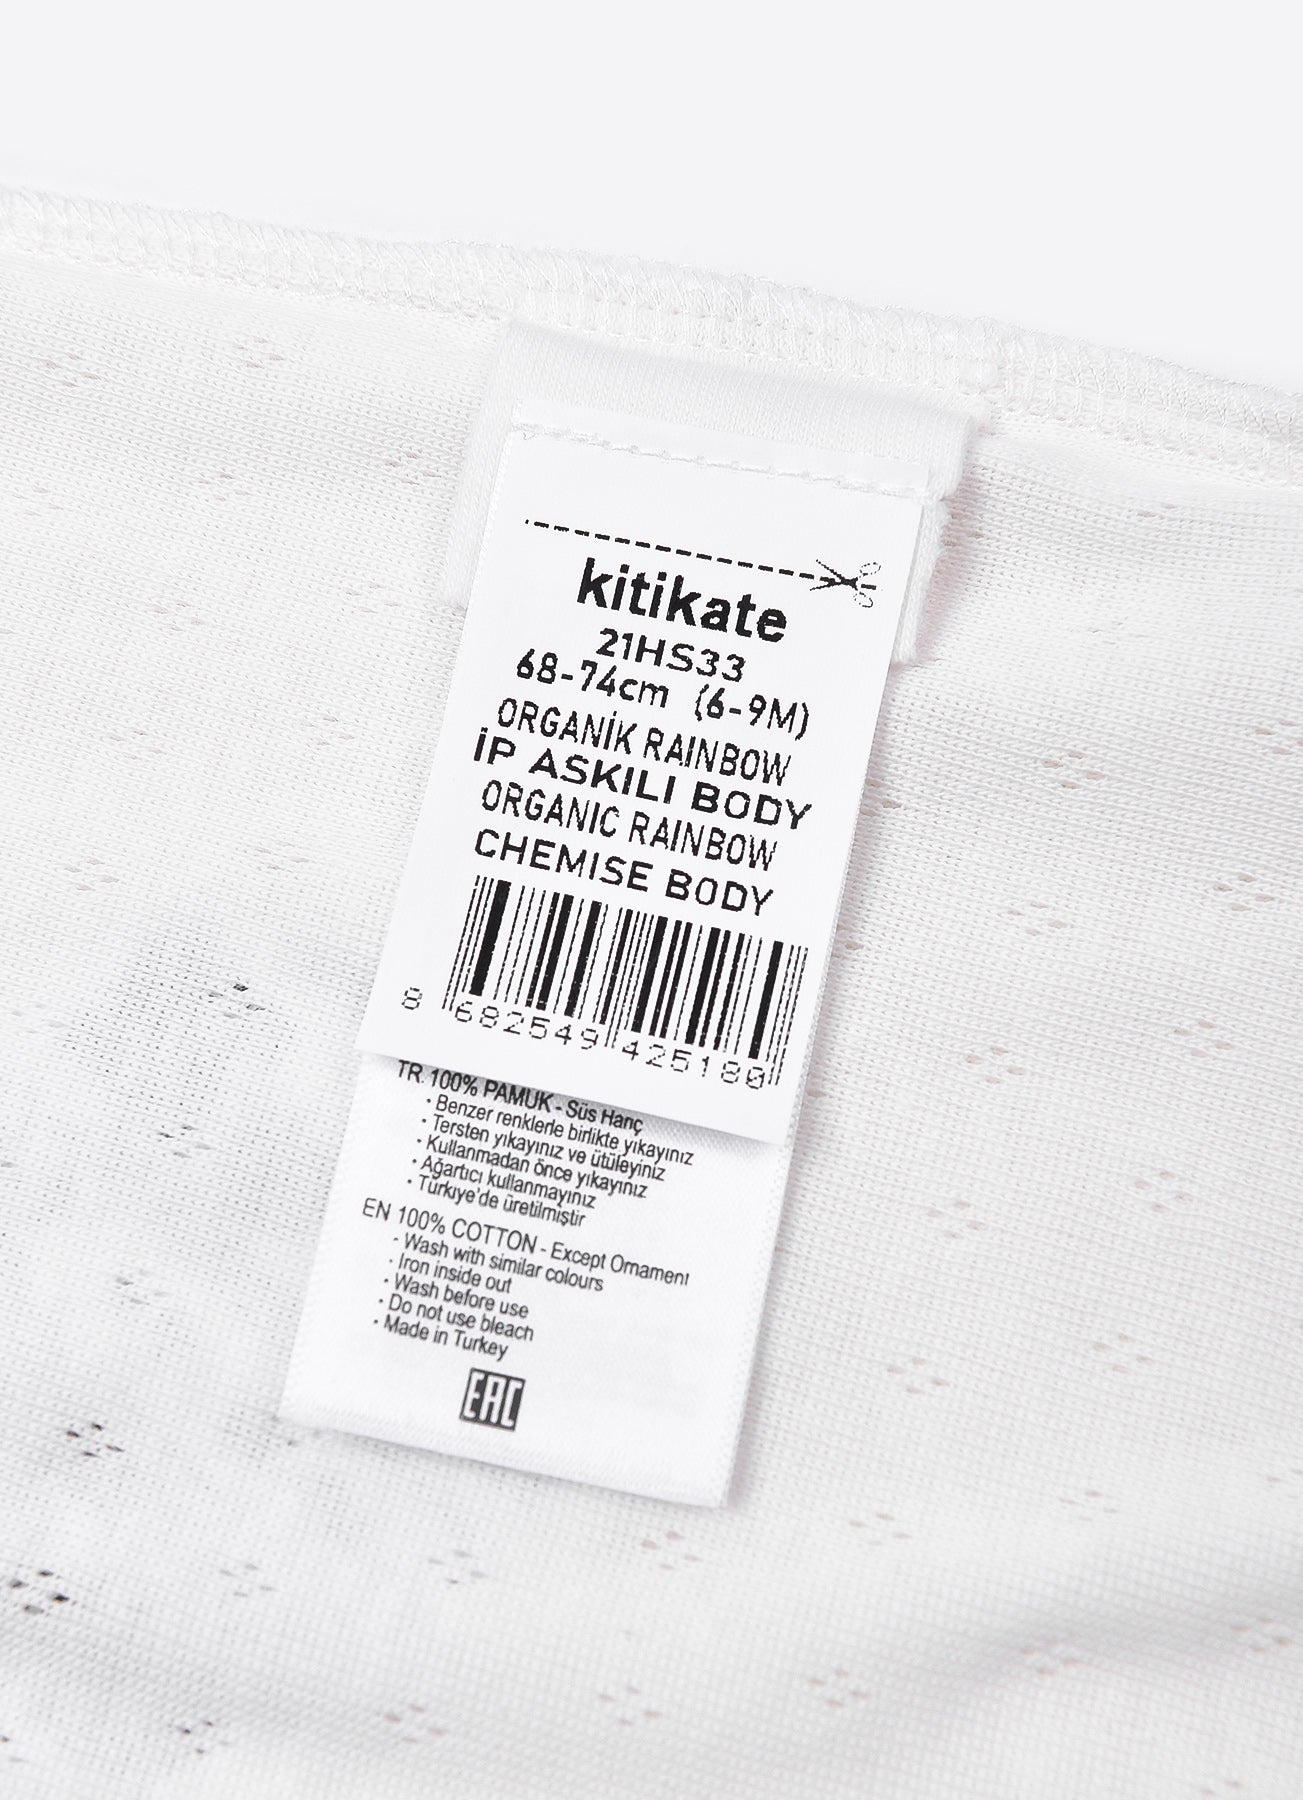 kitikate
21HS33
68-74cm (6-9M)
ORGANİK RAINBOW
İP ASKILI BODY
ORGANIC RAINBOW
CHEMISE BODY
8 682549 425180
TR. 100% PAMUK - Süs Hariç
• Benzer renklerle birlikte yıkayınız
• Tersten yıkayınız ve ütüleyiniz
• Kullanmadan önce yıkayınız
• Ağartıcı kullanmayınız
• Türkiye'de üretilmiştir
EN 100% COTTON - Except Ornament
• Wash with similar colours
• Iron inside out
• Wash before use
• Do not use bleach
• Made in Turkey
EAC